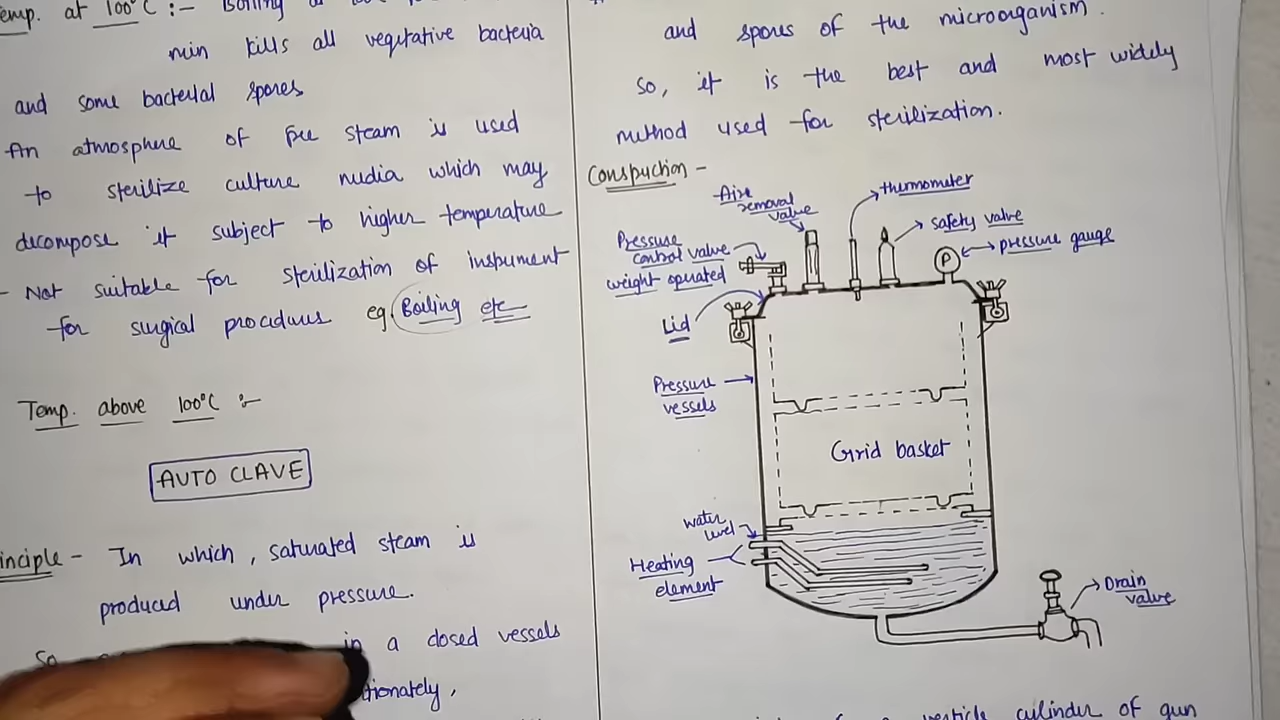 Temp. at 100°C :- Boiling
min kills all vegetative bacteria
and some bacterial spores
An atmosphere of free steam is used
to sterilize culture media which may
decompose if subject to higher temperature
- Not suitable for sterilization of instrument
for surgical procedures eg. Boiling etc
Temp. above 100°C :-
AUTO CLAVE
inciple - In which, saturated steam is
produced under pressure.
So in a closed vessels
tionately,
and spores of the microorganism.
so, it is the best and most widely
method used for sterilization.
Construction -
Air removal valve
thermometer
safety valve
pressure gauge
P
Pressure control valve weight operated
Lid
Pressure vessels
Grid basket
water level
Heating element
Drain valve
verticle cylinder of gun